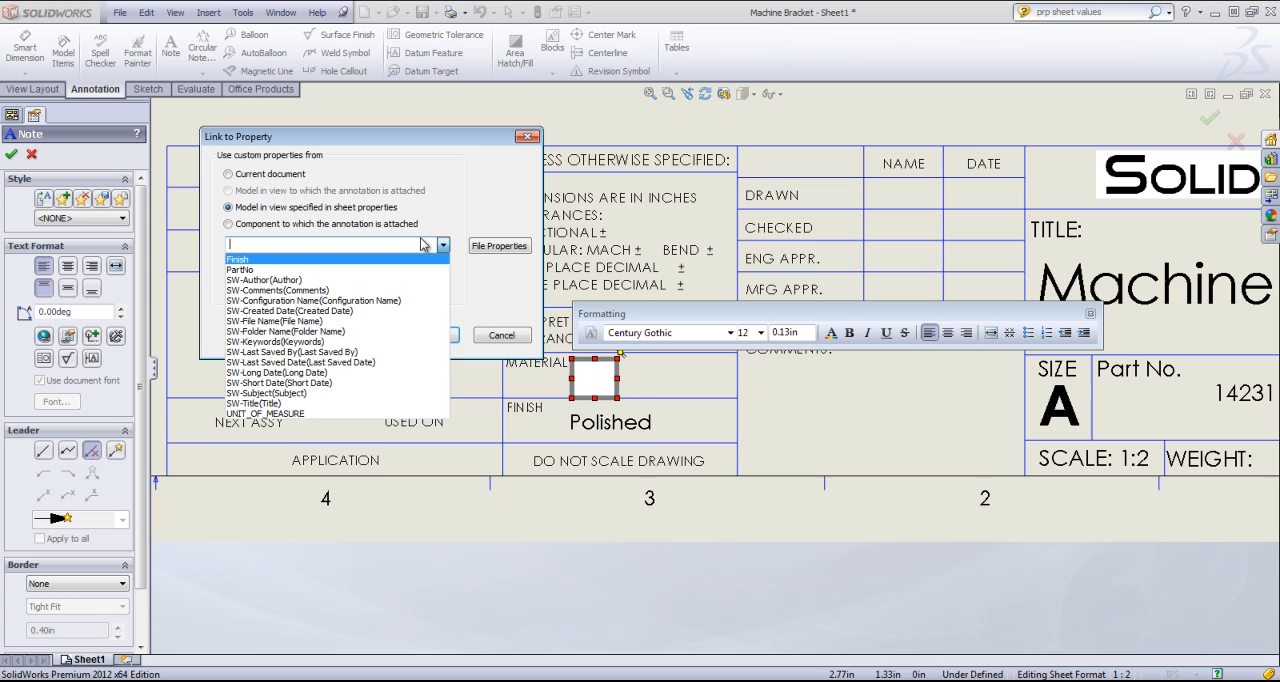 SOLIDWORKS File Edit View Insert Tools Window Help Machine Bracket - Sheet1 * prp sheet values
Smart Dimension
Model Items
Spell Checker
Format Painter
Note
Circular Note...
Balloon
AutoBalloon
Magnetic Line
Surface Finish
Weld Symbol
Hole Callout
Geometric Tolerance
Datum Feature
Datum Target
Area Hatch/Fill
Blocks
Center Mark
Centerline
Revision Symbol
Tables
View Layout Annotation Sketch Evaluate Office Products
Note ?
Style
<NONE>
Text Format
0.00deg
Use document font
Font...
Leader
Apply to all
Border
None
Tight Fit
0.40in
Link to Property
Use custom properties from
Current document
Model in view to which the annotation is attached
Model in view specified in sheet properties
Component to which the annotation is attached
File Properties
Finish
PartNo
SW-Author(Author)
SW-Comments(Comments)
SW-Configuration Name(Configuration Name)
SW-Created Date(Created Date)
SW-File Name(File Name)
SW-Folder Name(Folder Name)
SW-Keywords(Keywords)
SW-Last Saved By(Last Saved By)
SW-Last Saved Date(Last Saved Date)
SW-Long Date(Long Date)
SW-Short Date(Short Date)
SW-Subject(Subject)
SW-Title(Title)
UNIT_OF_MEASURE
Cancel
Formatting
Century Gothic 12 0.13in A B I U S
ESS OTHERWISE SPECIFIED:
NSIONS ARE IN INCHES
RANCES:
CTIONAL ±
ULAR: MACH ± BEND ±
PLACE DECIMAL ±
E PLACE DECIMAL ±
PRET
RANC
MATERIAL
FINISH
Polished
NEXT ASSY USED ON
APPLICATION
DO NOT SCALE DRAWING
NAME DATE
DRAWN
CHECKED
ENG APPR.
MFG APPR.
COMMENTS:
SOLID
TITLE:
Machine
SIZE
A
Part No.
14231
SCALE: 1:2
WEIGHT:
4 3 2
Sheet1
SolidWorks Premium 2012 x64 Edition 2.77in 1.33in 0in Under Defined Editing Sheet Format 1 : 2 IPS